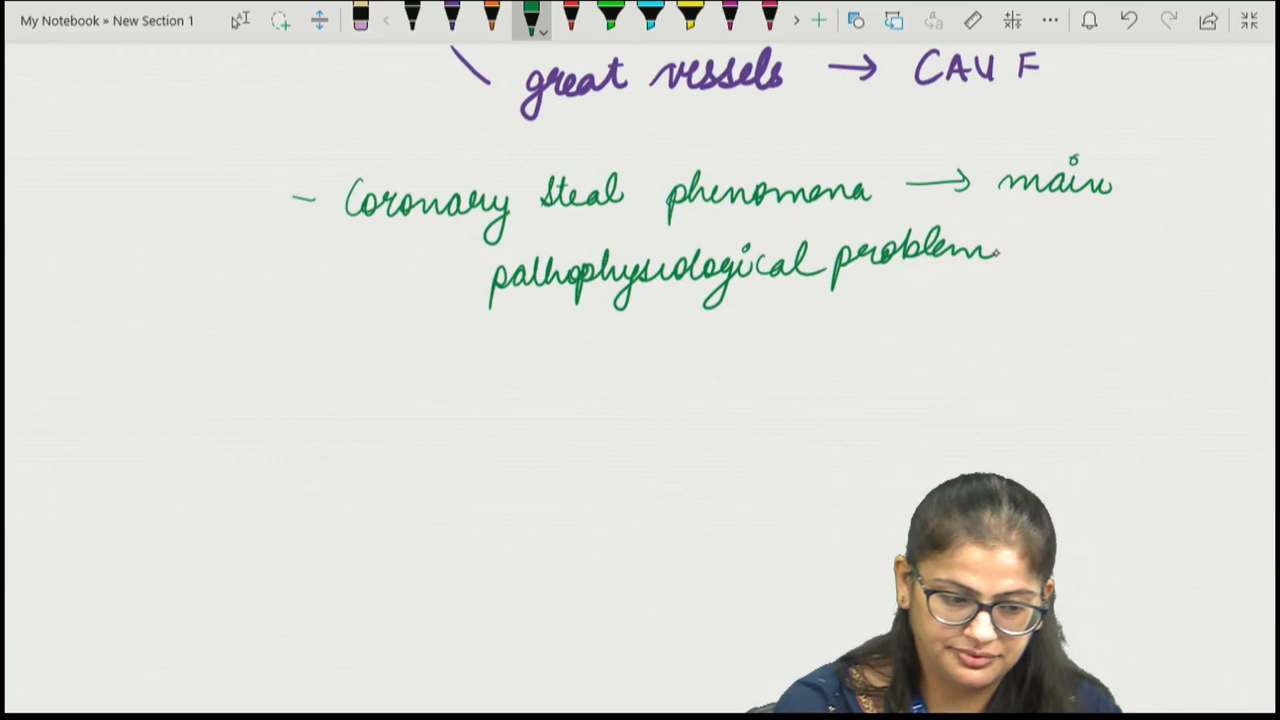 My Notebook » New Section 1
great vessels → CAVF
- Coronary Steal phenomena → main
pathophysiological problem